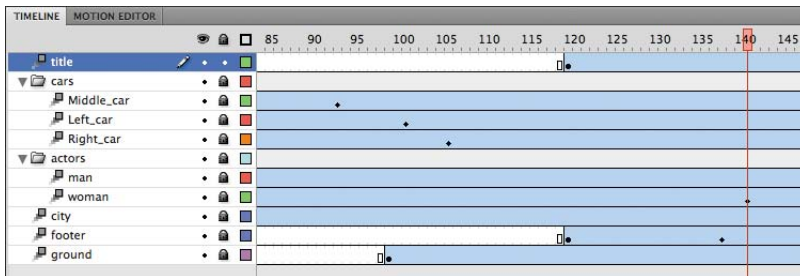 TIMELINE MOTION EDITOR
85 90 95 100 105 110 115 120 125 130 135 140 145
title
cars
Middle_car
Left_car
Right_car
actors
man
woman
city
footer
ground